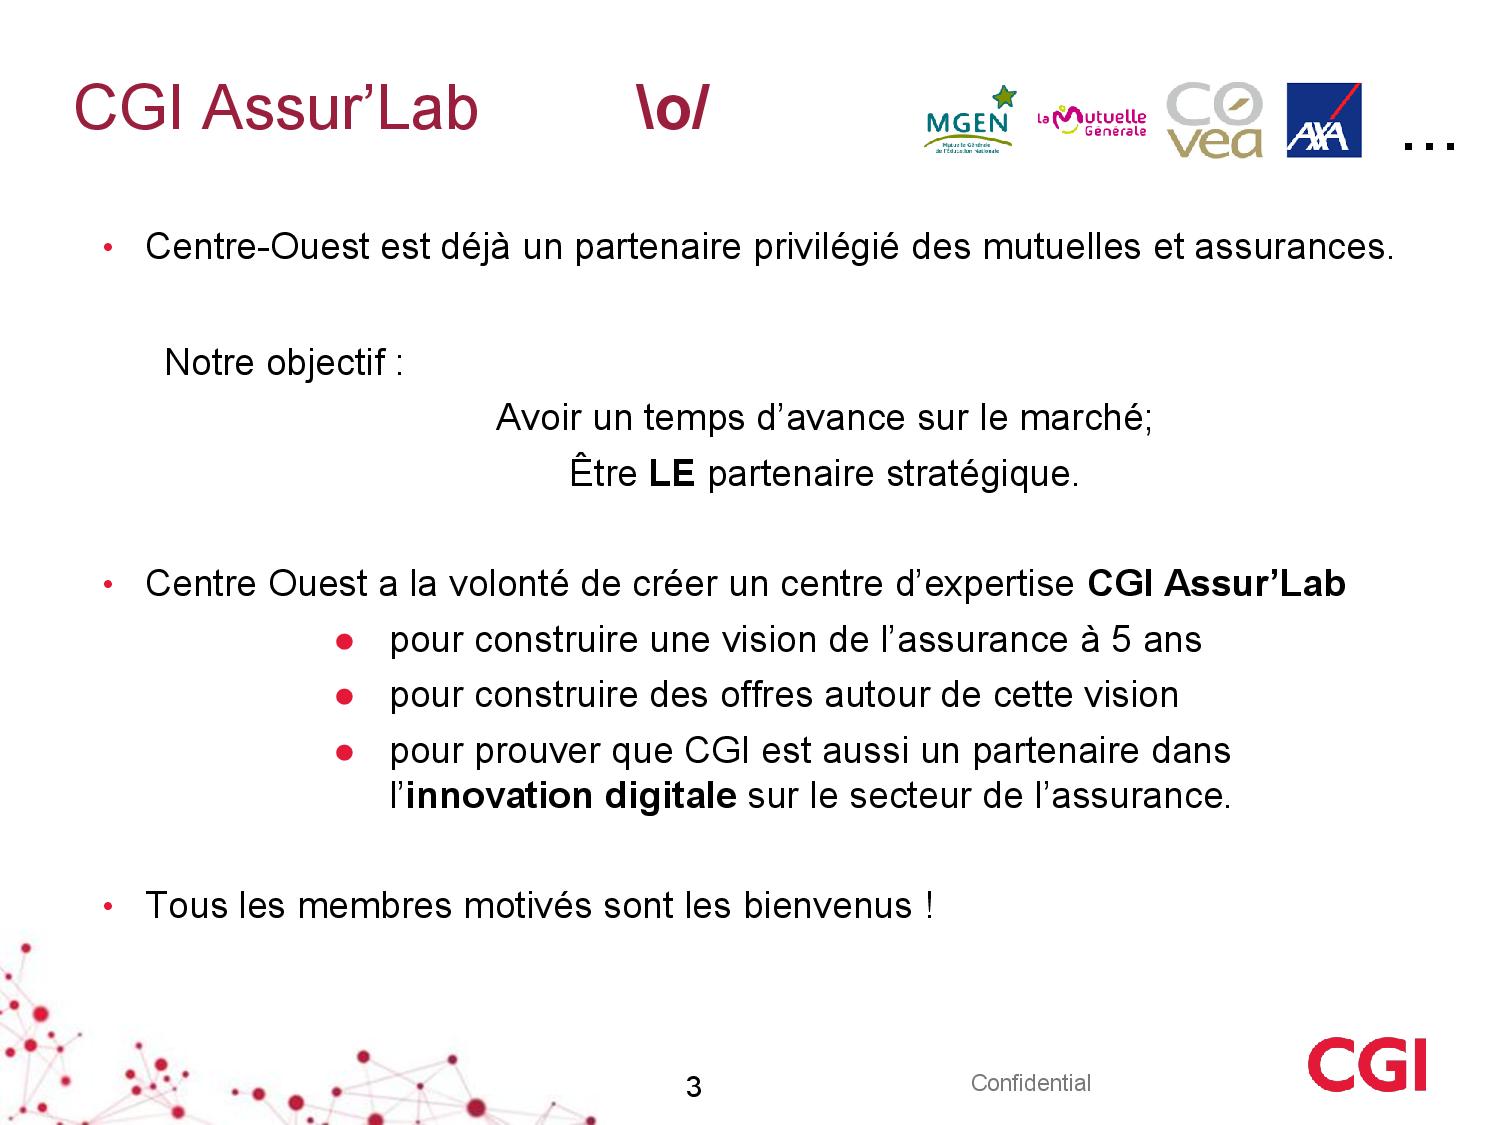 CGI Assur’Lab \o/
MGEN
Mutuelle Générale
de l'Éducation Nationale
La Mutuelle
Générale
COvea
AXA
...
• Centre-Ouest est déjà un partenaire privilégié des mutuelles et assurances.
Notre objectif :
Avoir un temps d’avance sur le marché;
Être LE partenaire stratégique.
• Centre Ouest a la volonté de créer un centre d’expertise CGI Assur’Lab
● pour construire une vision de l’assurance à 5 ans
● pour construire des offres autour de cette vision
● pour prouver que CGI est aussi un partenaire dans
l’innovation digitale sur le secteur de l’assurance.
• Tous les membres motivés sont les bienvenus !
3
Confidential
CGI